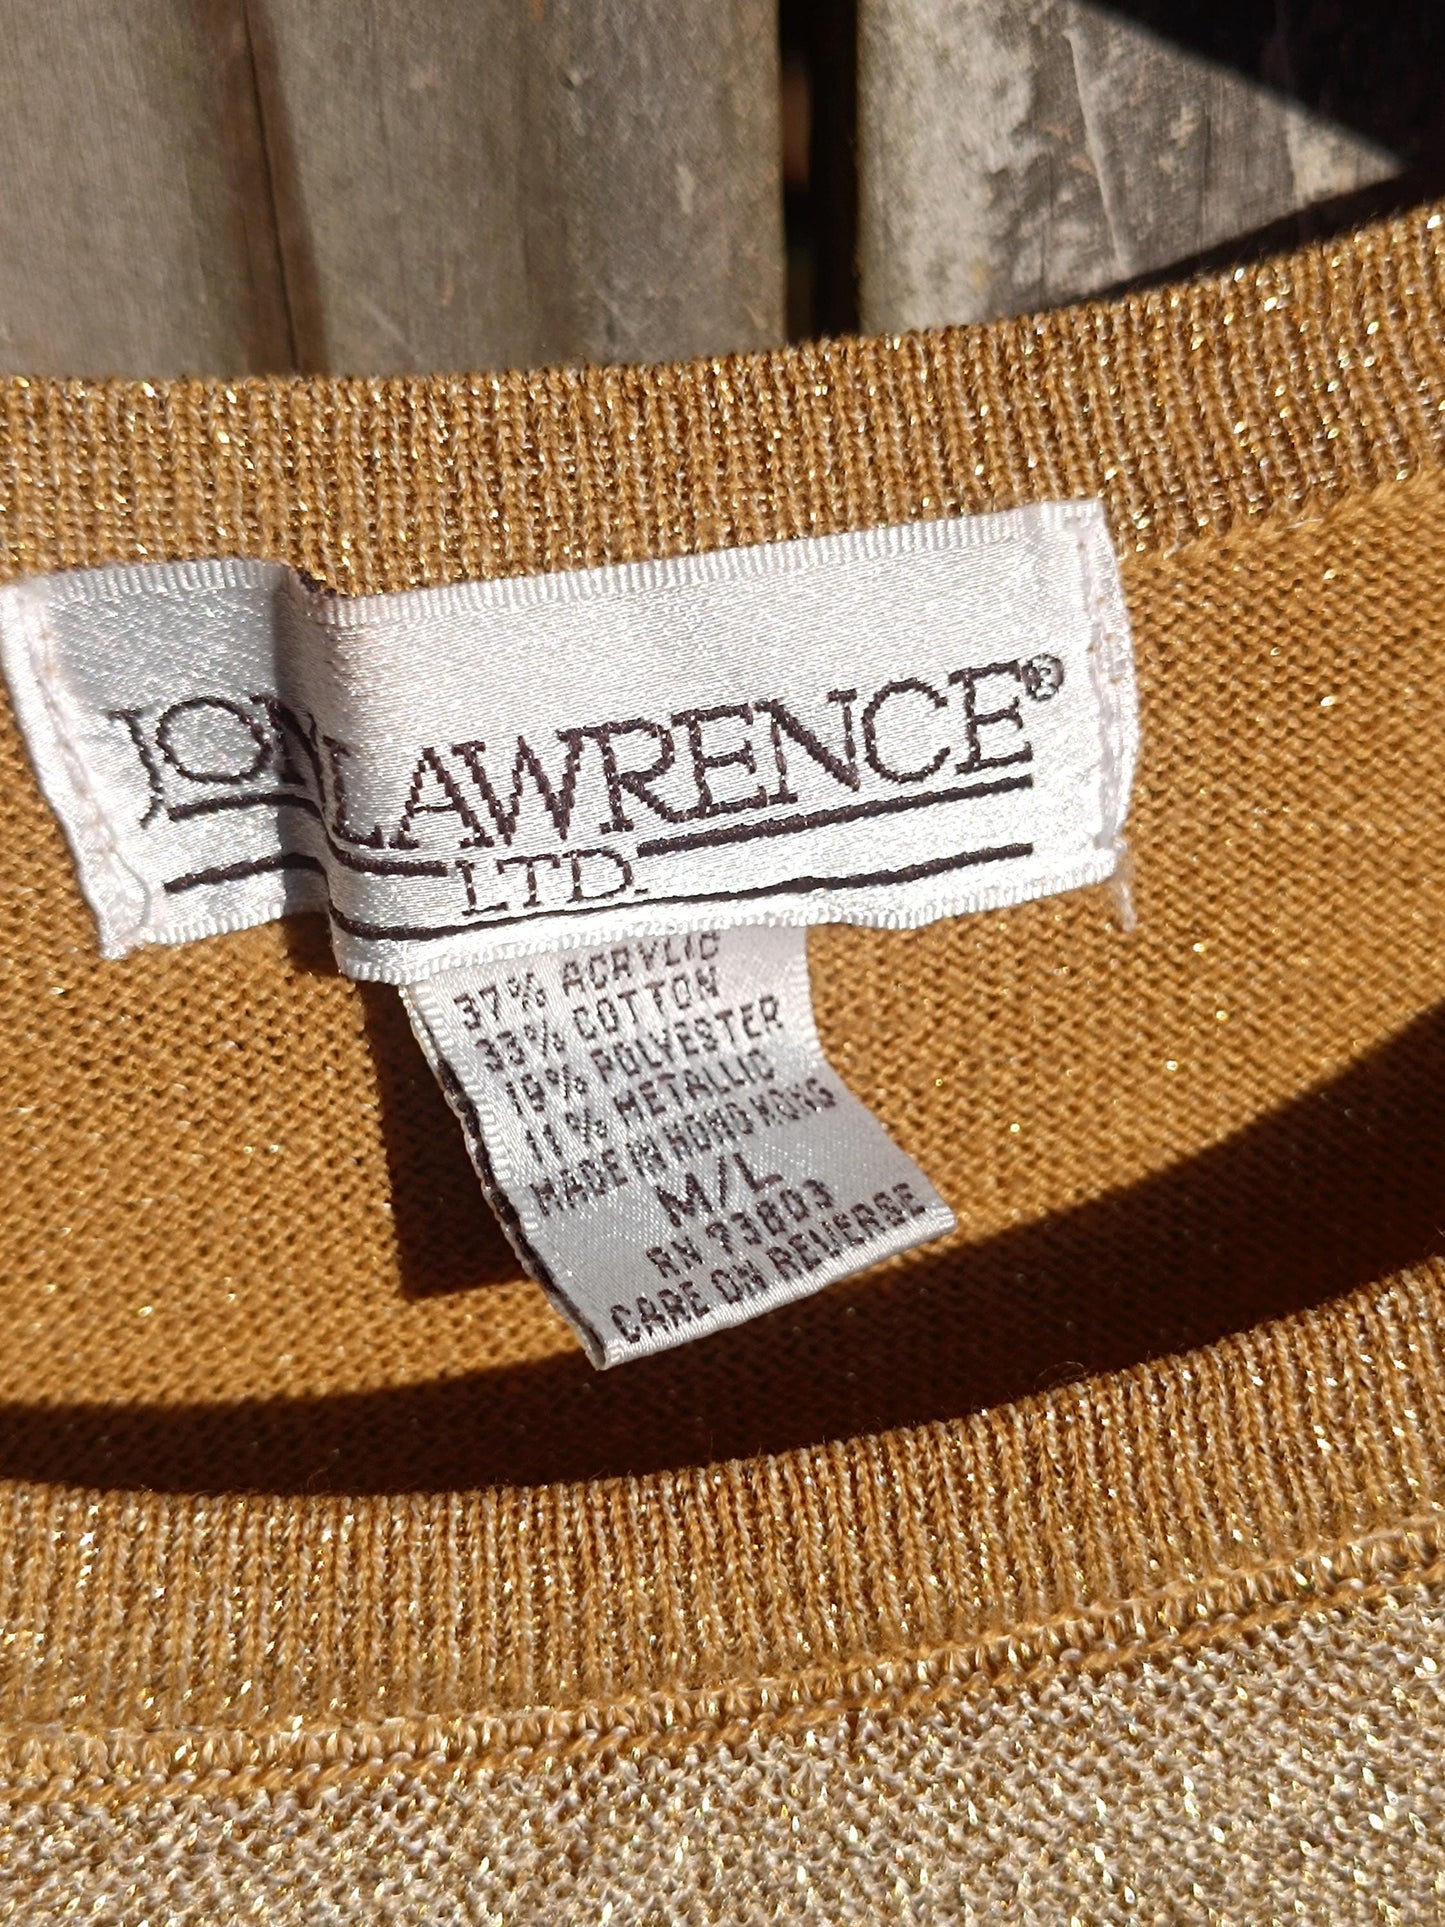 JON LAWRENCE®
LTD.
37% ACRYLIC
33% COTTON
19% POLYESTER
11% METALLIC
MADE IN HONG KONG
M/L
RN 73803
CARE ON REVERSE